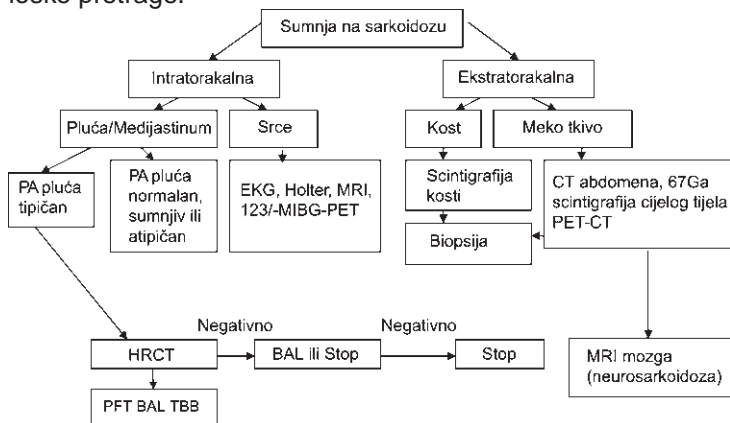 pretrage.
Sumnja na sarkoidozu
Intratorakalna
Ekstratorakalna
Pluća/Medijastinum
Srce
Kost
Meko tkivo
PA pluća
tipičan
PA pluća
normalan,
sumnjiv ili
atipičan
EKG, Holter, MRI,
123/-MIBG-PET
Scintigrafija
kosti
CT abdomena, 67Ga
scintigrafija cijelog tijela
PET-CT
Biopsija
Negativno
Negativno
HRCT
BAL ili Stop
Stop
MRI mozga
(neurosarkoidoza)
PFT BAL TBB